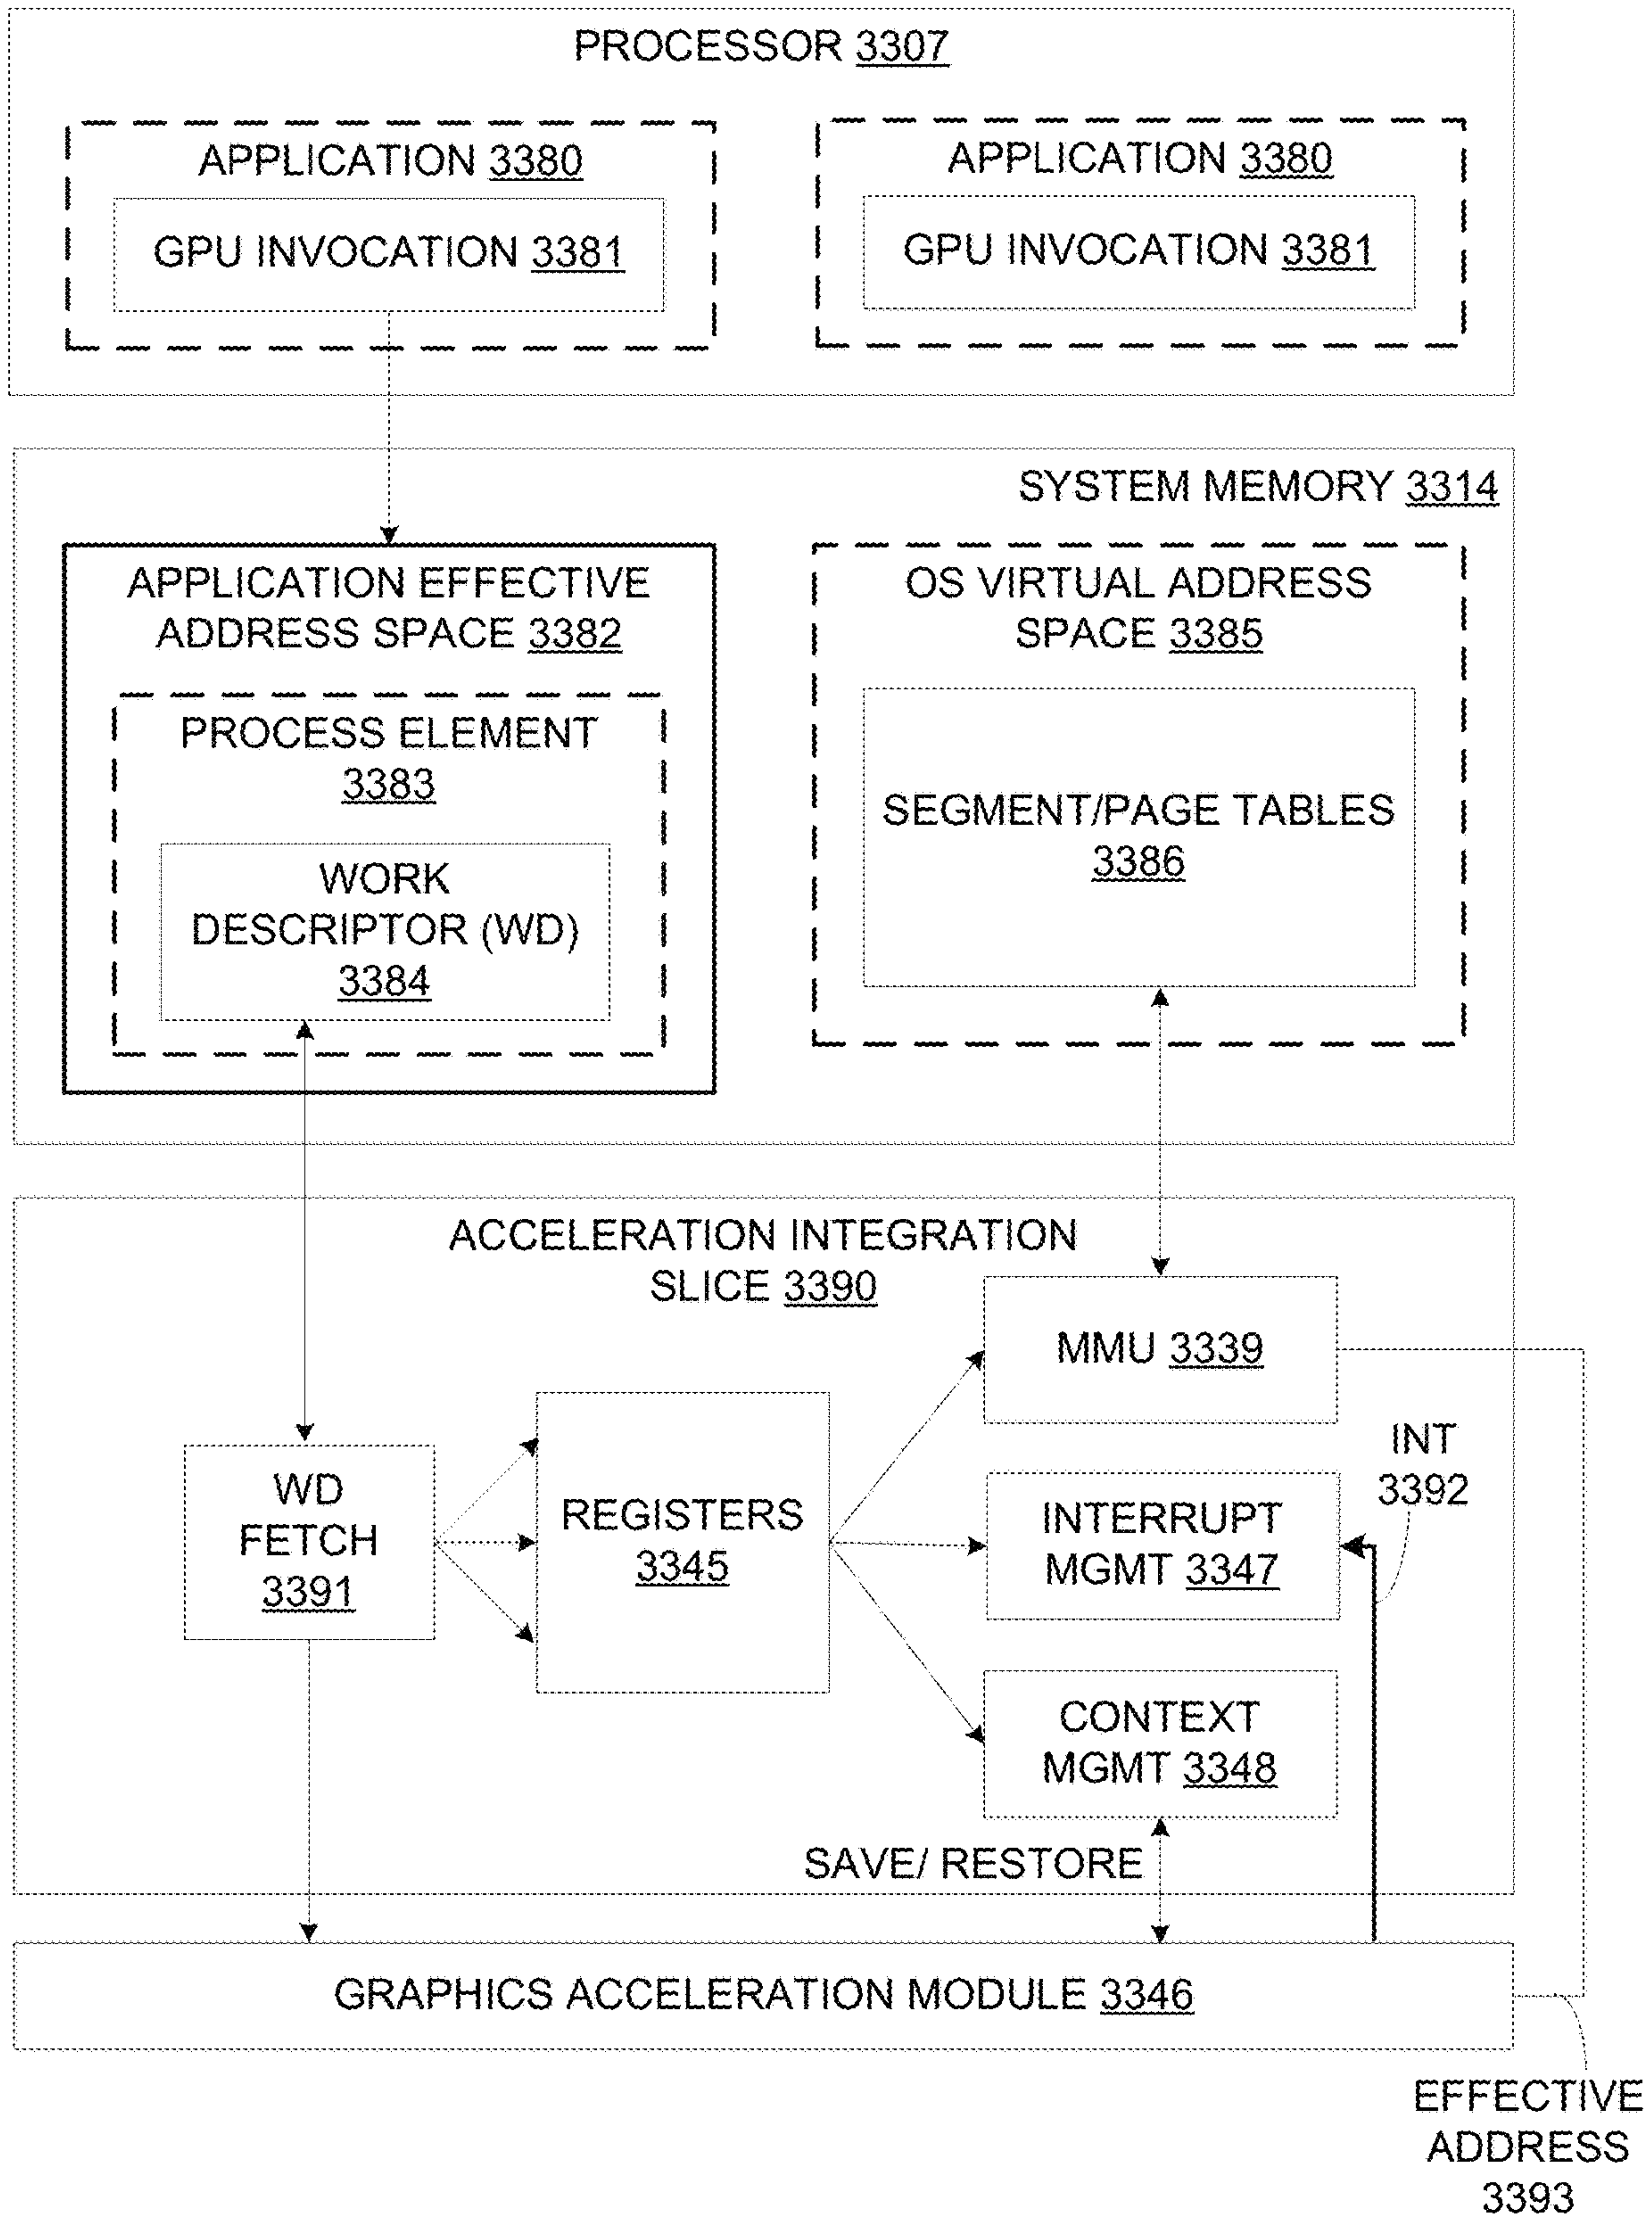 PROCESSOR 3307
APPLICATION 3380
GPU INVOCATION 3381
APPLICATION 3380
GPU INVOCATION 3381
SYSTEM MEMORY 3314
APPLICATION EFFECTIVE
ADDRESS SPACE 3382
PROCESS ELEMENT
3383
WORK
DESCRIPTOR (WD)
3384
OS VIRTUAL ADDRESS
SPACE 3385
SEGMENT/PAGE TABLES
3386
ACCELERATION INTEGRATION
SLICE 3390
WD
FETCH
3391
REGISTERS
3345
MMU 3339
INTERRUPT
MGMT 3347
CONTEXT
MGMT 3348
INT
3392
SAVE/ RESTORE
GRAPHICS ACCELERATION MODULE 3346
EFFECTIVE
ADDRESS
3393